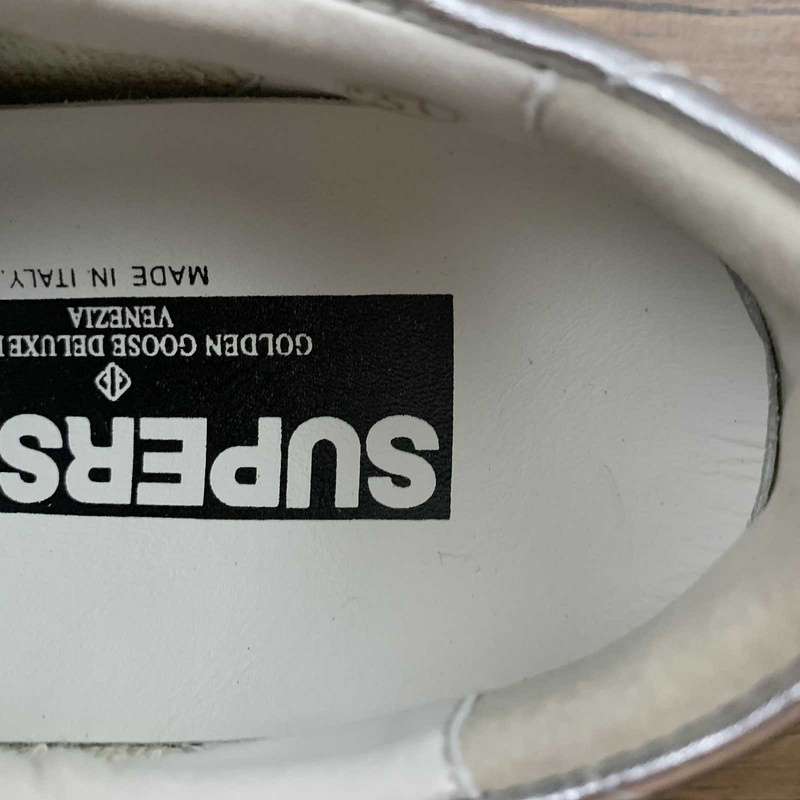 SUPERS
GOLDEN GOOSE DELUXE
VENEZIA
MADE IN ITALY.